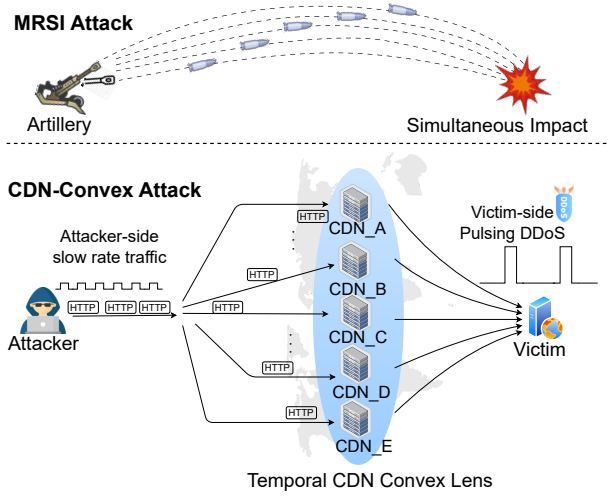 MRSI Attack
Artillery
Simultaneous Impact
CDN-Convex Attack
Attacker-side
slow rate traffic
HTTP HTTP HTTP
Attacker
HTTP
HTTP
HTTP
HTTP
HTTP
CDN_A
CDN_B
CDN_C
CDN_D
CDN_E
Victim-side
Pulsing DDoS
DDoS
Victim
Temporal CDN Convex Lens